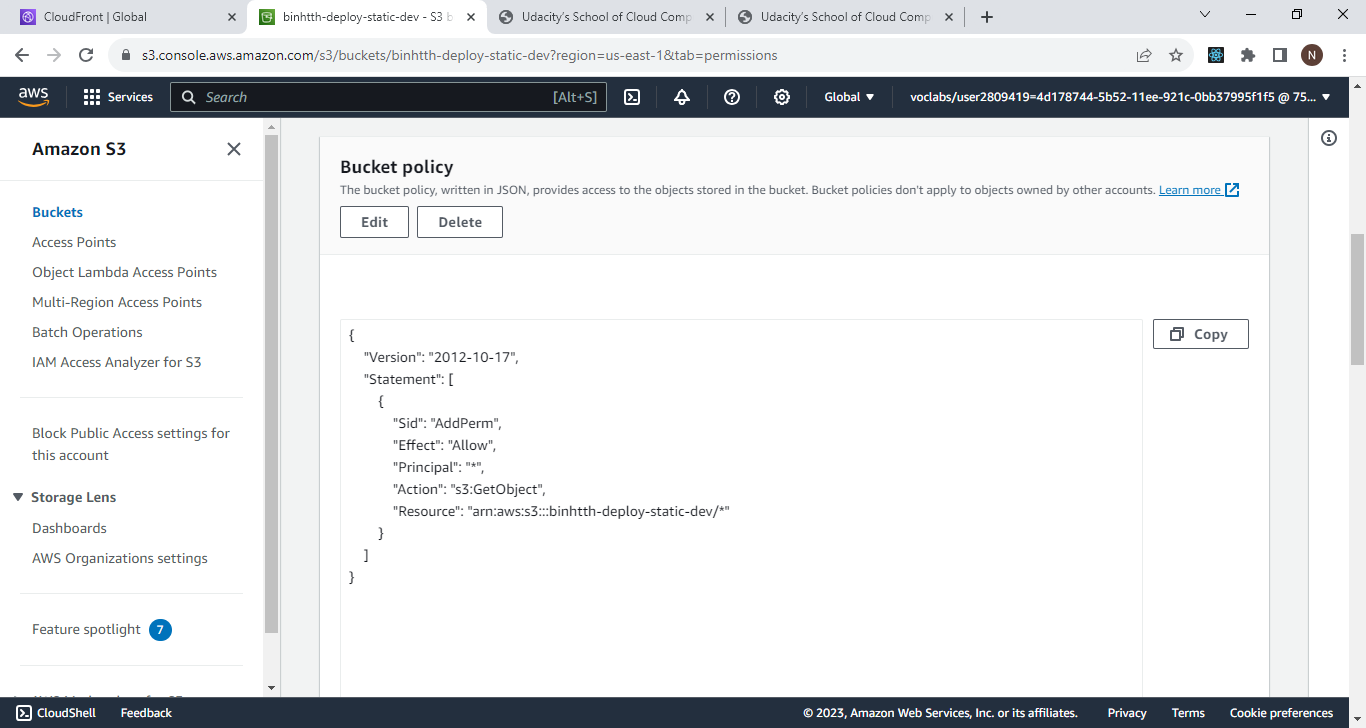 CloudFront | Global
binhtth-deploy-static-dev - S3 b
Udacity's School of Cloud Comp
Udacity's School of Cloud Comp
s3.console.aws.amazon.com/s3/buckets/binhtth-deploy-static-dev?region=us-east-1&tab=permissions
N
aws
Services
Search
[Alt+S]
Global
voclabs/user2809419=4d178744-5b52-11ee-921c-0bb37995f1f5 @ 75...
Amazon S3
Buckets
Access Points
Object Lambda Access Points
Multi-Region Access Points
Batch Operations
IAM Access Analyzer for S3
Block Public Access settings for
this account
Storage Lens
Dashboards
AWS Organizations settings
Feature spotlight 7
Bucket policy
The bucket policy, written in JSON, provides access to the objects stored in the bucket. Bucket policies don't apply to objects owned by other accounts. Learn more
Edit
Delete
Copy
{
"Version": "2012-10-17",
"Statement": [
{
"Sid": "AddPerm",
"Effect": "Allow",
"Principal": "*",
"Action": "s3:GetObject",
"Resource": "arn:aws:s3:::binhtth-deploy-static-dev/*"
}
]
}
CloudShell
Feedback
© 2023, Amazon Web Services, Inc. or its affiliates.
Privacy
Terms
Cookie preferences